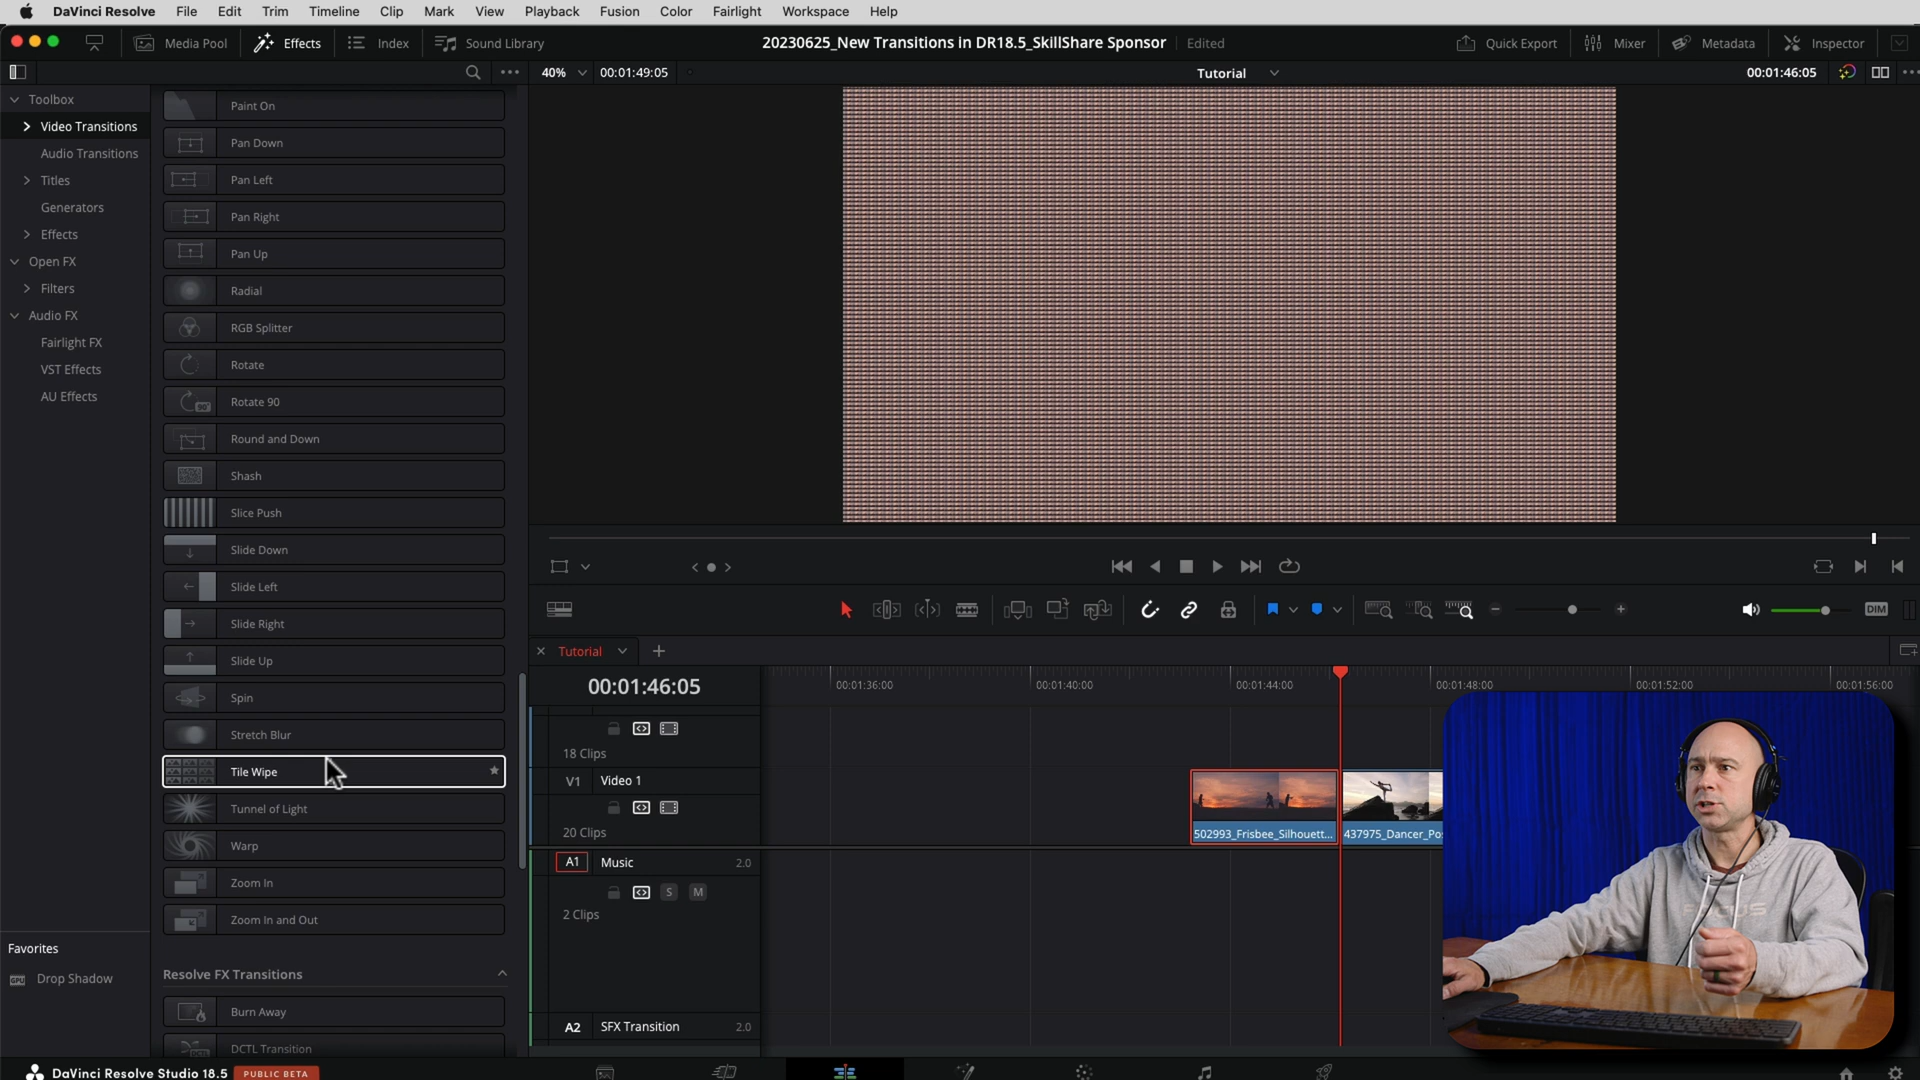 DaVinci Resolve File Edit Trim Timeline Clip Mark View Playback Fusion Color Fairlight Workspace Help
Media Pool Effects Index Sound Library 20230625_New Transitions in DR18.5_SkillShare Sponsor Edited Quick Export Mixer Metadata Inspector
40% 00:01:49:05 Tutorial 00:01:46:05
Toolbox
Video Transitions
Audio Transitions
Titles
Generators
Effects
Open FX
Filters
Audio FX
Fairlight FX
VST Effects
AU Effects
Favorites
Drop Shadow
Paint On
Pan Down
Pan Left
Pan Right
Pan Up
Radial
RGB Splitter
Rotate
Rotate 90
Round and Down
Shash
Slice Push
Slide Down
Slide Left
Slide Right
Slide Up
Spin
Stretch Blur
Tile Wipe
Tunnel of Light
Warp
Zoom In
Zoom In and Out
Resolve FX Transitions
Burn Away
DCTL Transition
DIM
Tutorial
00:01:46:05
00:01:36:00 00:01:40:00 00:01:44:00 00:01:48:00 00:01:52:00 00:01:56:00
18 Clips
V1 Video 1
20 Clips
502993_Frisbee_Silhouett... 437975_Dancer_Po
A1 Music 2.0
S M
2 Clips
A2 SFX Transition 2.0
FOCUS
DaVinci Resolve Studio 18.5 PUBLIC BETA